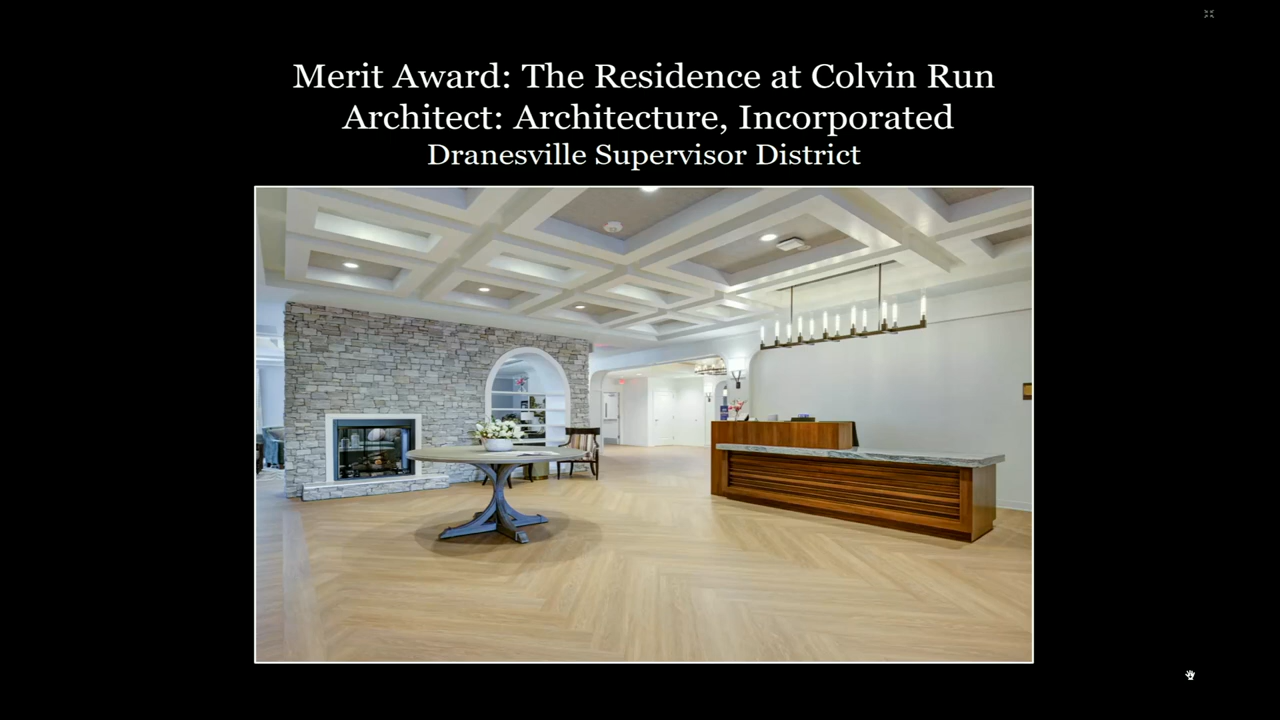 Merit Award: The Residence at Colvin Run
Architect: Architecture, Incorporated
Dranesville Supervisor District